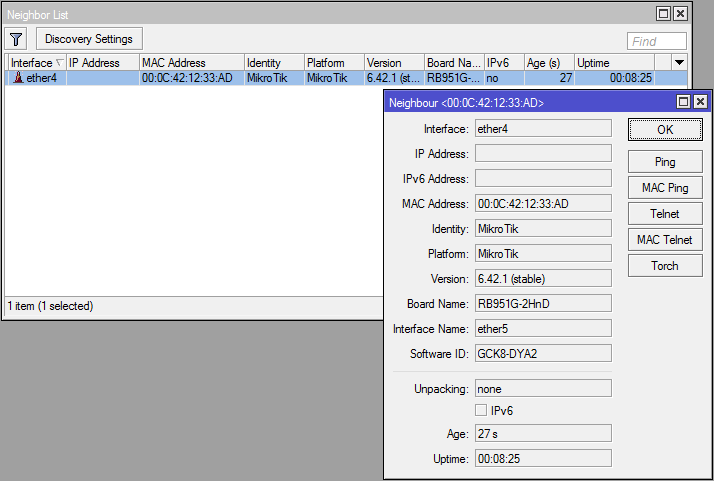 Neighbor List
Discovery Settings
Find
Interface IP Address MAC Address Identity Platform Version Board Na... IPv6 Age (s) Uptime
ether4 00:0C:42:12:33:AD MikroTik MikroTik 6.42.1 (st... RB951G-... no 27 00:08:25
1 item (1 selected)
Neighbour <00:0C:42:12:33:AD>
Interface: ether4
OK
IP Address:
Ping
IPv6 Address:
MAC Ping
MAC Address: 00:0C:42:12:33:AD
Telnet
Identity: MikroTik
MAC Telnet
Platform: MikroTik
Torch
Version: 6.42.1 (stable)
Board Name: RB951G-2HnD
Interface Name: ether5
Software ID: GCK8-DYA2
Unpacking: none
IPv6
Age: 27 s
Uptime: 00:08:25